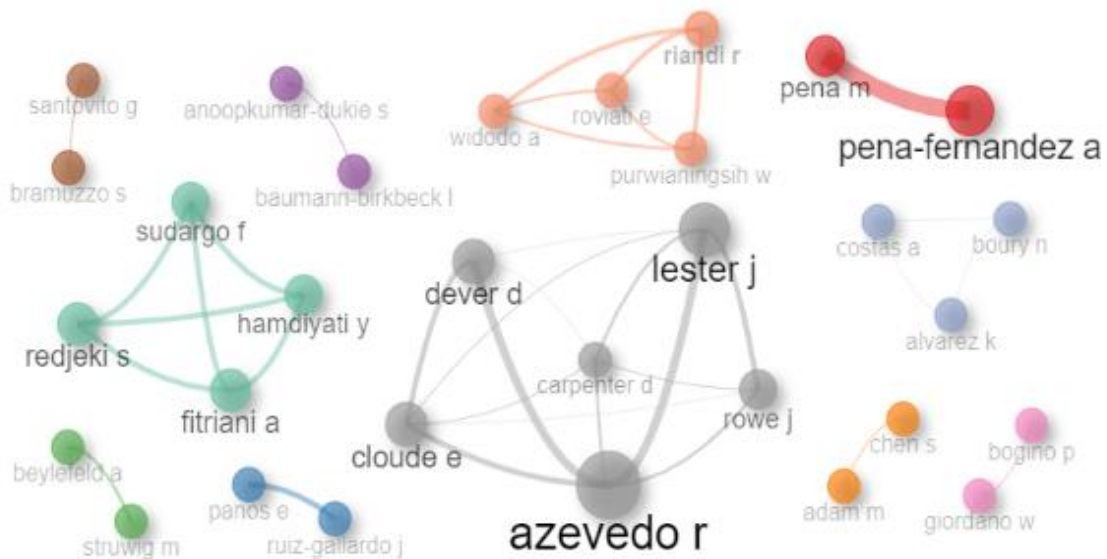 riandi r
pena m
santovito g
anoopkumar-dukie s
roviati e
widodo a
pena-fernandez a
purwianingsih w
bramuzzo s
baumann-birkbeck l
sudargo f
costas a
boury n
lester j
dever d
hamdiyati y
alvarez k
redjeki s
carpenter d
fitriani a
rowe j
chen s
bogino p
cloude e
beylefeld a
panos e
adam m
giordano w
azevedo r
struwig m
ruiz-gallardo j